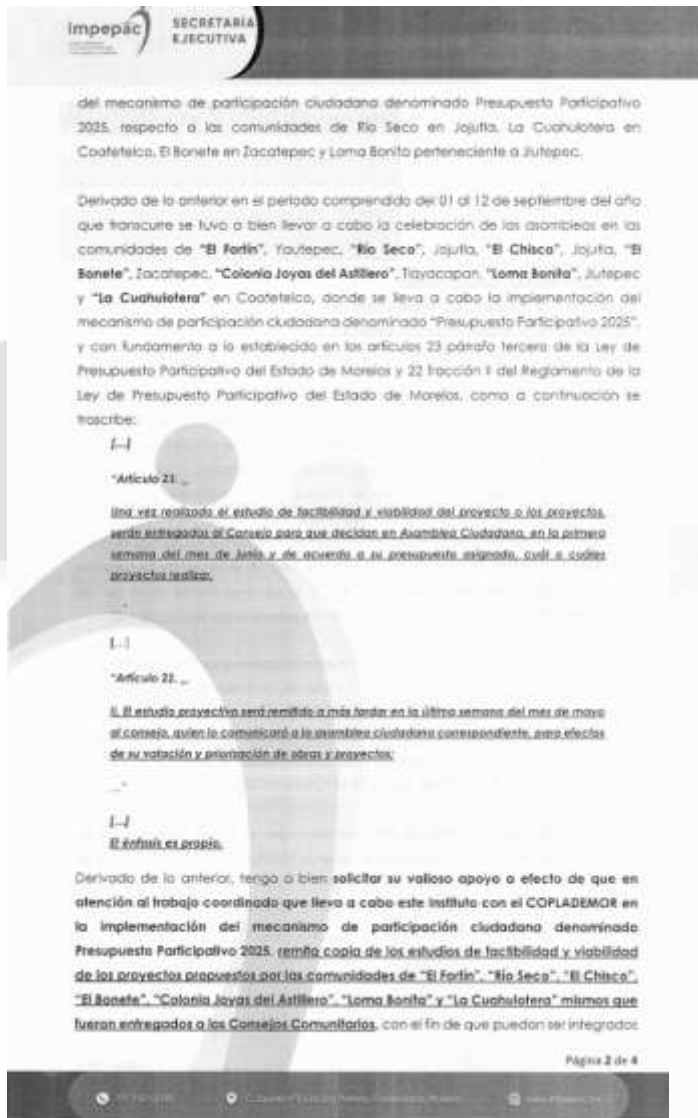 impepac
SECRETARÍA
EJECUTIVA
del mecanismo de participación ciudadana denominado Presupuesto Participativo
2025, respecto a las comunidades de Río Seco en Jojutla, La Cuahulotera en
Coatetelco, El Bonete en Zacatepec y Loma Bonita perteneciente a Jiutepec.
Derivado de lo anterior en el periodo comprendido del 01 al 12 de septiembre del año
que transcurre se tuvo a bien llevar a cabo la celebración de las asambleas en las
comunidades de "El Fortín", Yautepec, "Río Seco", Jojutla, "El Chisco", Jojutla, "El
Bonete", Zacatepec, "Colonia Joyas del Astillero", Tlayacapan, "Loma Bonita", Jiutepec
y "La Cuahulotera" en Coatetelco, donde se lleva a cabo la implementación del
mecanismo de participación ciudadana denominado "Presupuesto Participativo 2025",
y con fundamento a lo establecido en los artículos 23 párrafo tercero de la Ley de
Presupuesto Participativo del Estado de Morelos y 22 fracción II del Reglamento de la
Ley de Presupuesto Participativo del Estado de Morelos, como a continuación se
trascribe:
[...]
"Artículo 23. ...
Una vez realizado el estudio de factibilidad y viabilidad del proyecto o los proyectos,
serán entregados al Consejo para que decidan en Asamblea Ciudadana, en la primera
semana del mes de junio y de acuerdo a su presupuesto asignado, cuál o cuáles
proyectos realizar.
..."
[...]
"Artículo 22. ...
II. El estudio proyectivo será remitido a más tardar en la última semana del mes de mayo
al consejo, quien lo comunicará a la asamblea ciudadana correspondiente, para efectos
de su votación y priorización de obras y proyectos;
..."
[...]
El énfasis es propio.
Derivado de lo anterior, tengo a bien solicitar su valioso apoyo a efecto de que en
atención al trabajo coordinado que lleva a cabo este Instituto con el COPLADEMOR en
la implementación del mecanismo de participación ciudadana denominado
Presupuesto Participativo 2025, remita copia de los estudios de factibilidad y viabilidad
de los proyectos propuestos por las comunidades de "El Fortín", "Río Seco", "El Chisco",
"El Bonete", "Colonia Joyas del Astillero", "Loma Bonita" y "La Cuahulotera" mismos que
fueron entregados a los Consejos Comunitarios, con el fin de que puedan ser integrados
Página 2 de 4